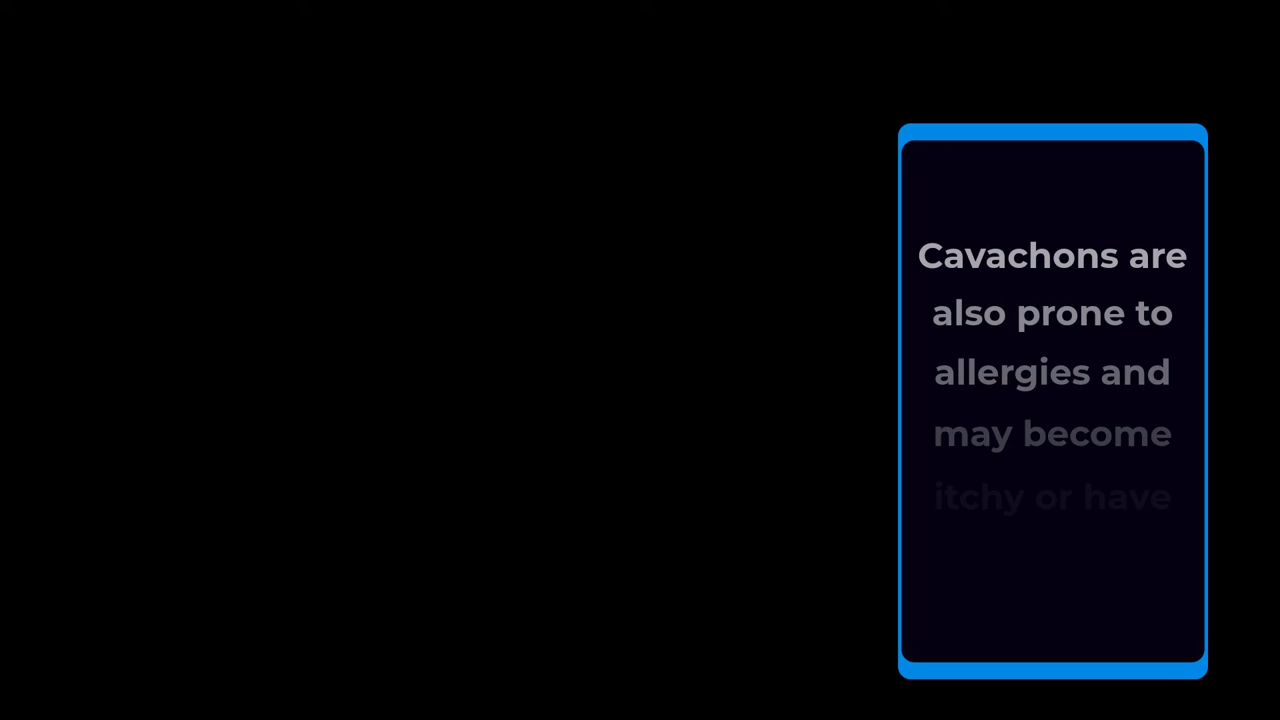 Cavachons are
also prone to
allergies and
may become
itchy or have